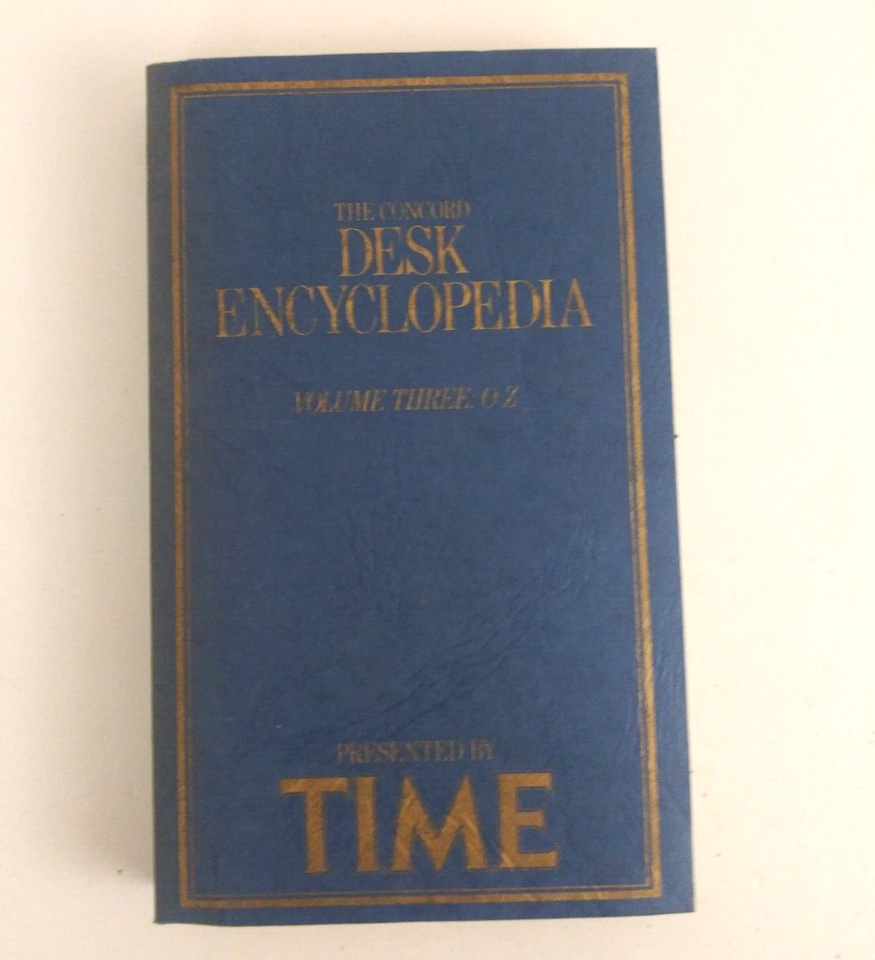 THE CONCORD
DESK
ENCYCLOPEDIA
VOLUME THREE: O-Z
PRESENTED BY
TIME